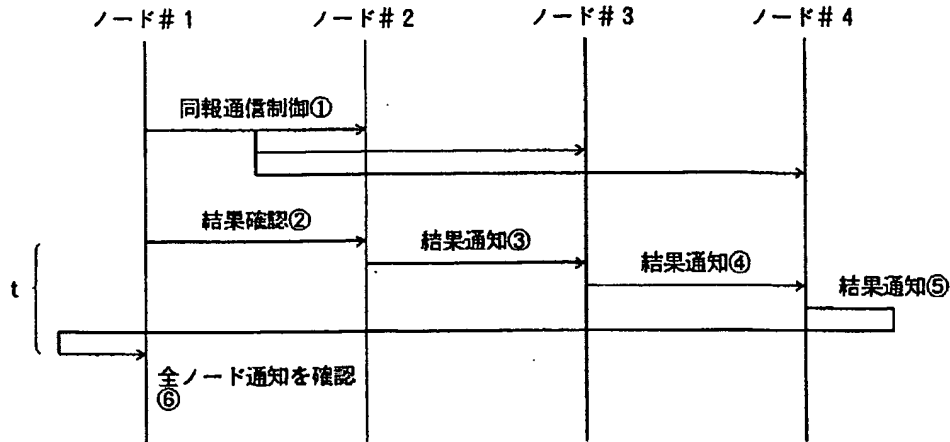 ノード＃1
ノード＃2
ノード＃3
ノード＃4
同報通信制御①
結果確認②
結果通知③
結果通知④
結果通知⑤
t
全ノード通知を確認
⑥